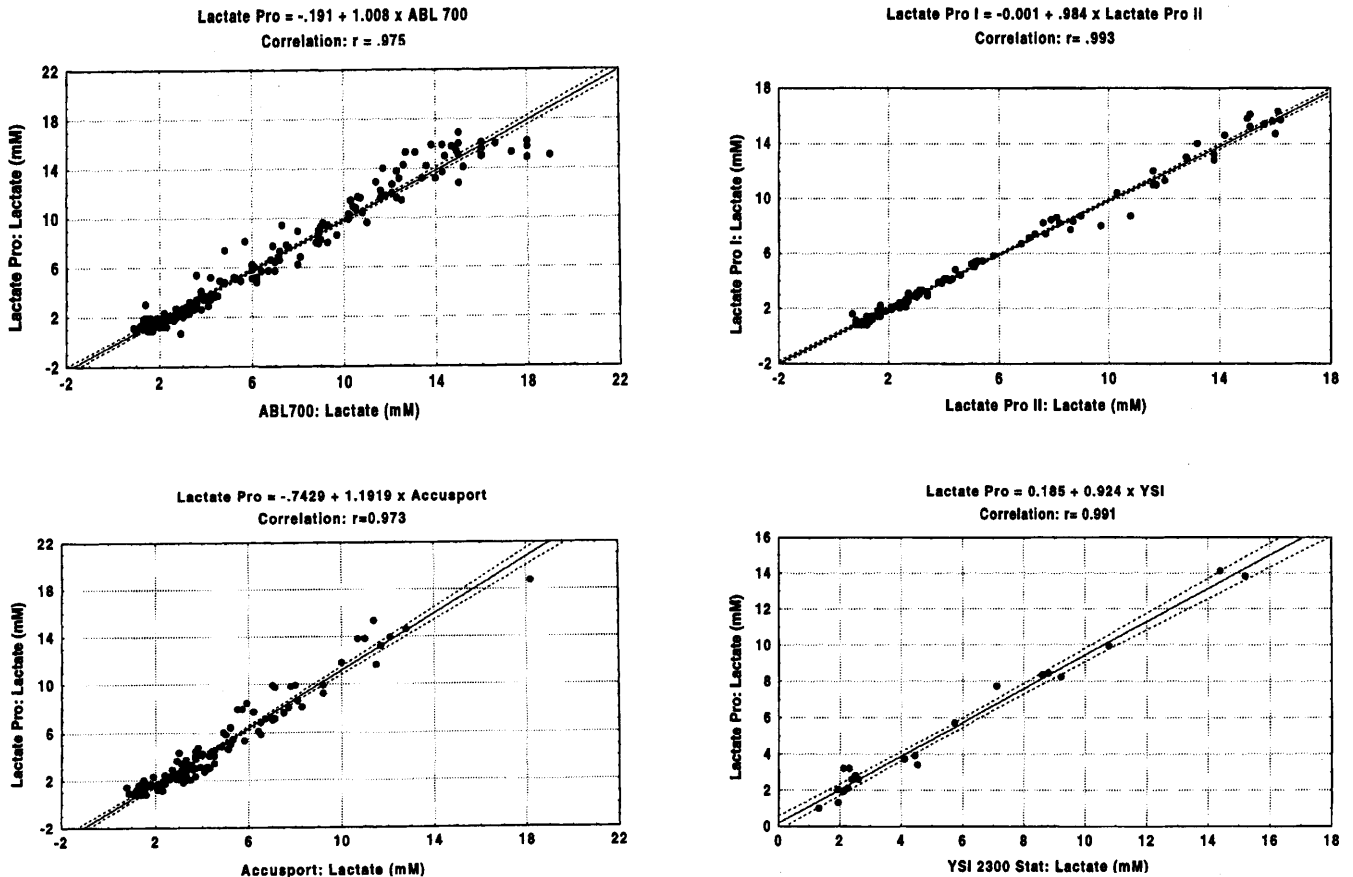 Lactate Pro = -.191 + 1.008 x ABL 700
Correlation: r = .975
22
18
14
10
6
2
-2
-2 2 6 10 14 18 22
Lactate Pro: Lactate (mM)
ABL700: Lactate (mM)
Lactate Pro I = -0.001 + .984 x Lactate Pro II
Correlation: r= .993
18
14
10
6
2
-2
-2 2 6 10 14 18
Lactate Pro I: Lactate (mM)
Lactate Pro II: Lactate (mM)
Lactate Pro = -.7429 + 1.1919 x Accusport
Correlation: r=0.973
22
18
14
10
6
2
-2
-2 2 6 10 14 18 22
Lactate Pro: Lactate (mM)
Accusport: Lactate (mM)
Lactate Pro = 0.185 + 0.924 x YSI
Correlation: r= 0.991
16
14
12
10
8
6
4
2
0
0 2 4 6 8 10 12 14 16 18
Lactate Pro: Lactate (mM)
YSI 2300 Stat: Lactate (mM)